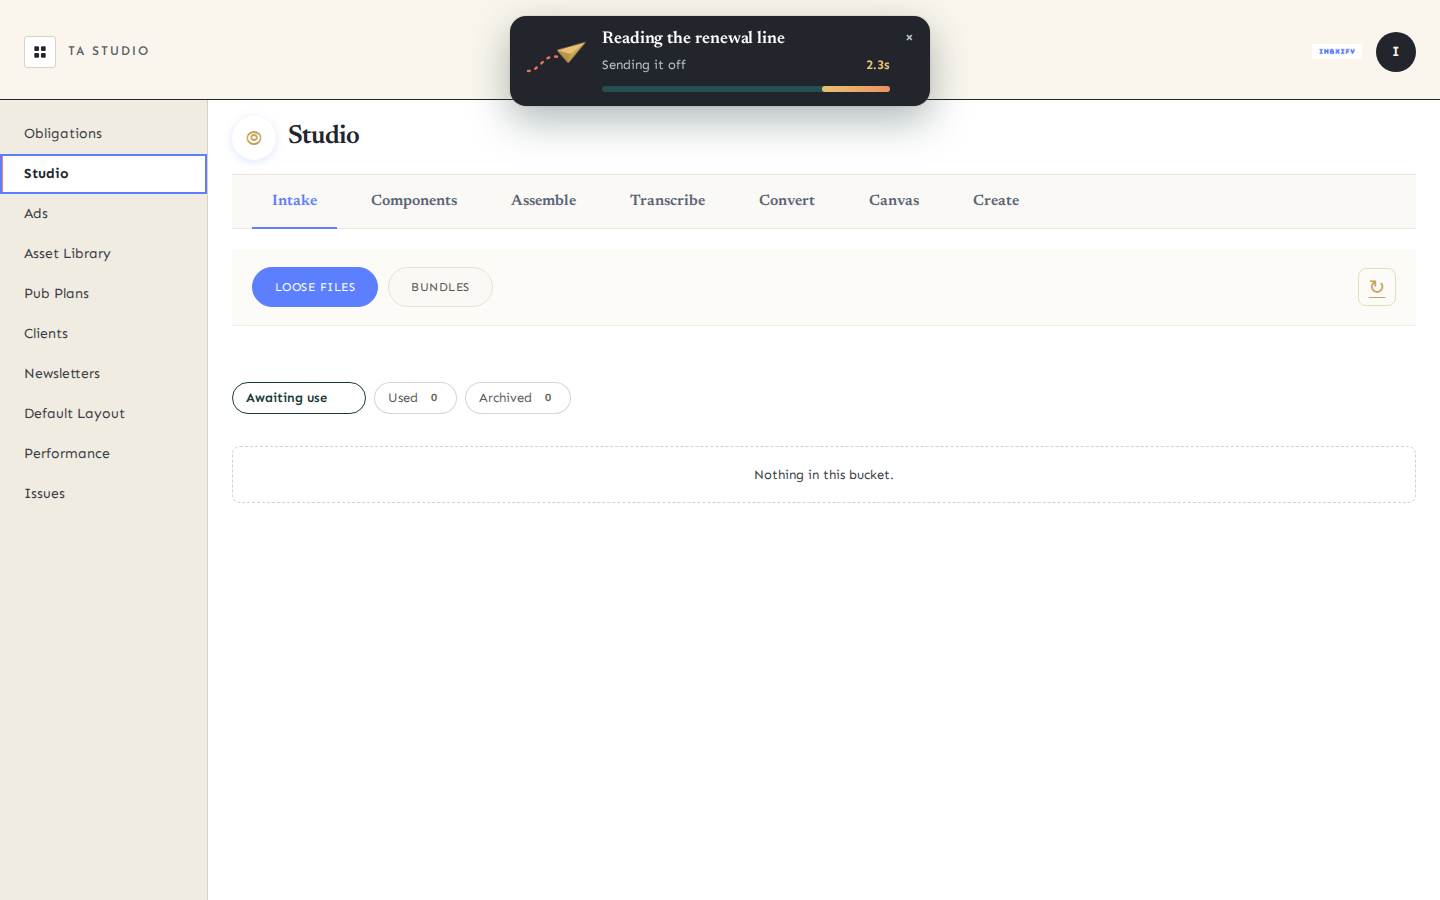 TA STUDIO
Reading the renewal line
×
Sending it off
2.3s
INBXIFY
I
Obligations
Studio
Ads
Asset Library
Pub Plans
Clients
Newsletters
Default Layout
Performance
Issues
Studio
Intake Components Assemble Transcribe Convert Canvas Create
LOOSE FILES BUNDLES
Awaiting use Used 0 Archived 0
Nothing in this bucket.